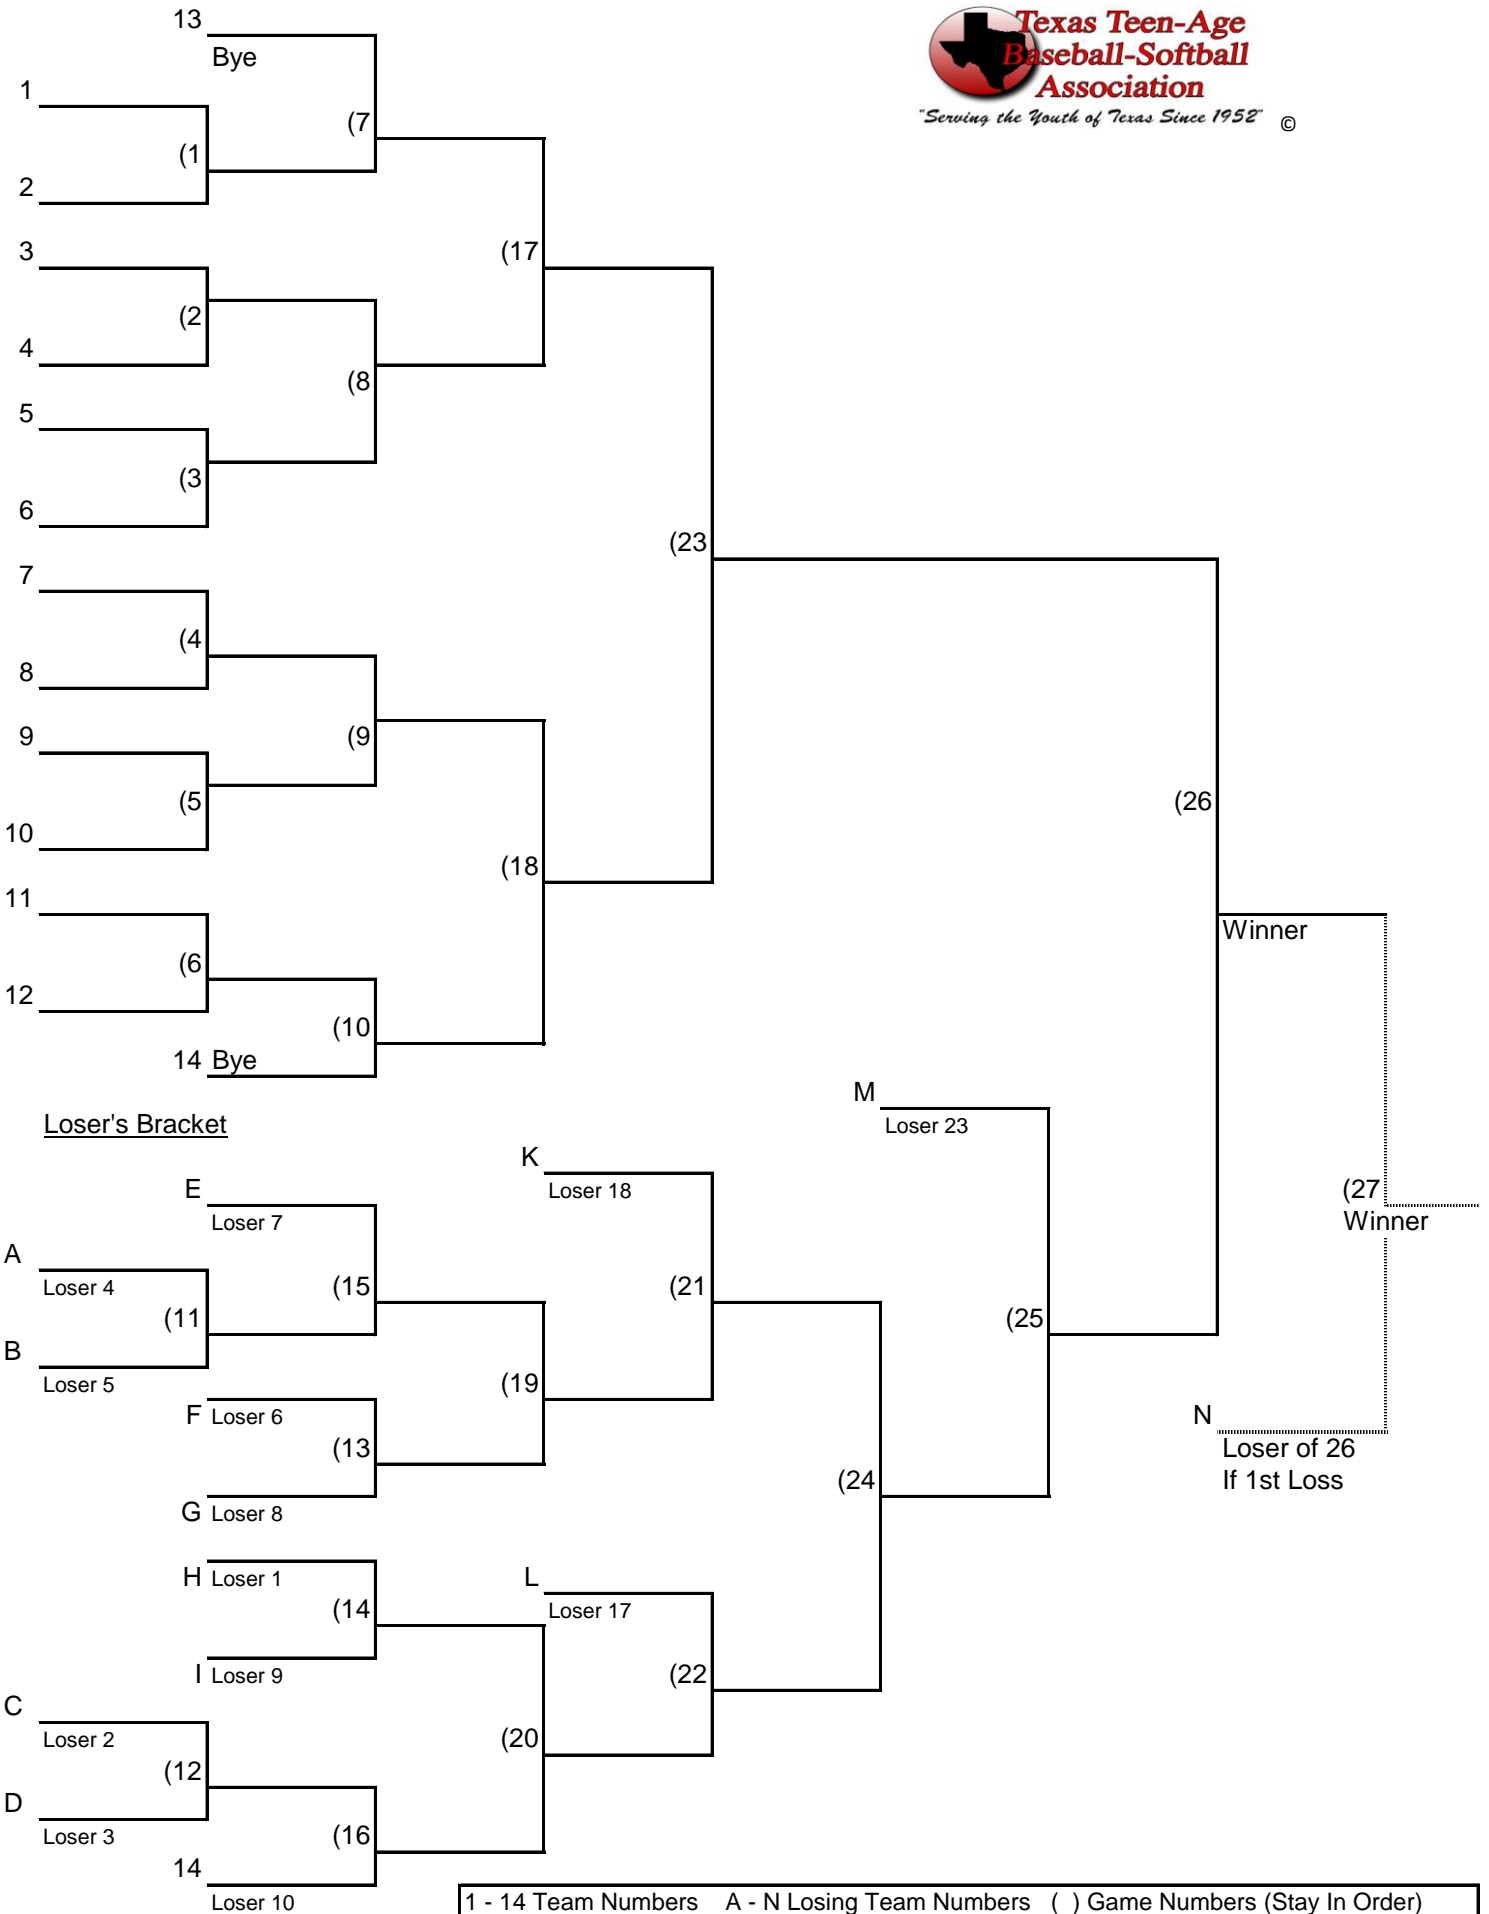 Texas Teen-Age
Baseball-Softball
Association
"Serving the Youth of Texas Since 1952" ©
13
Bye
1
(7
(1
2
3
(17
(2
4
(8
5
(3
6
(23
7
(4
8
9
(9
(5
(26
10
(18
11
Winner
(6
12
(10
14 Bye
M
Loser's Bracket
Loser 23
K
E
Loser 18
(27
Loser 7
Winner
A
Loser 4
(15
(21
(11
(25
B
Loser 5
(19
F Loser 6
N
(13
Loser of 26
(24
If 1st Loss
G Loser 8
H Loser 1
L
(14
Loser 17
I Loser 9
(22
C
Loser 2
(20
(12
D
Loser 3
(16
14
Loser 10
1 - 14 Team Numbers A - N Losing Team Numbers ( ) Game Numbers (Stay In Order)